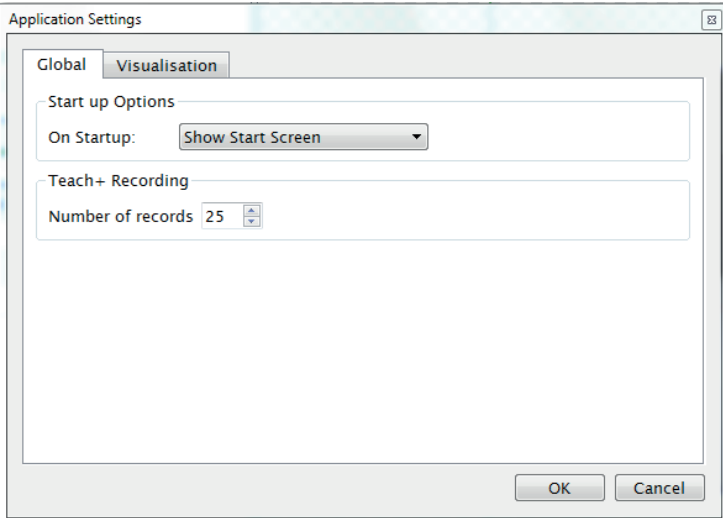 Application Settings
Global Visualisation
Start up Options
On Startup: Show Start Screen
Teach+ Recording
Number of records 25
OK Cancel